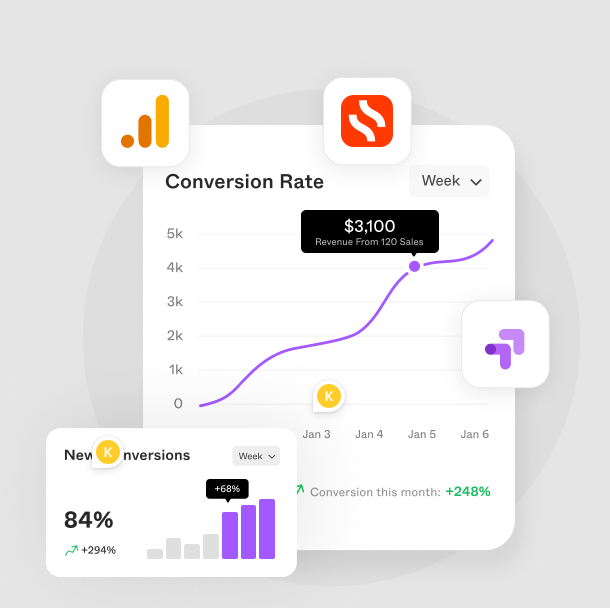 Conversion Rate
Week
$3,100
Revenue From 120 Sales
5k
4k
3k
2k
1k
0
K
Jan 3 Jan 4 Jan 5 Jan 6
Conversion this month: +248%
New K nversions
Week
+68%
84%
+294%